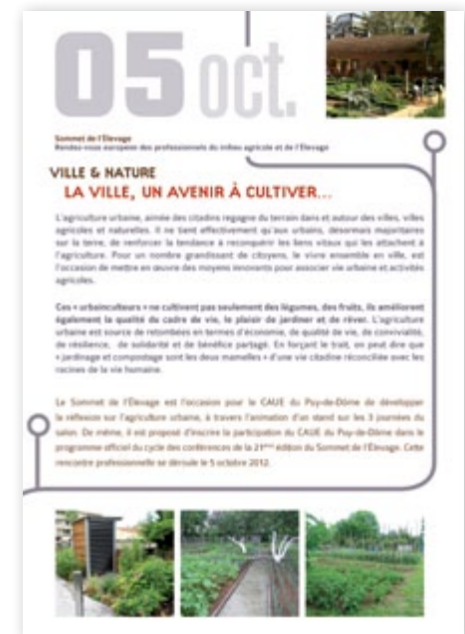 05 oct.
Sommet de l'Élevage
Rendez-vous européen des professionnels du milieu agricole et de l'Élevage
VILLE & NATURE
LA VILLE, UN AVENIR À CULTIVER...
L'agriculture urbaine, aimée des citadins regagne du terrain dans et autour des villes, villes
agricoles et naturelles. Il ne tient effectivement qu'aux urbains, désormais majoritaires
sur la terre, de renforcer la tendance à reconquérir les liens vitaux qui les attachent à
l'agriculture. Pour un nombre grandissant de citoyens, le vivre ensemble en ville, est
l'occasion de mettre en œuvre des moyens innovants pour associer vie urbaine et activités
agricoles.
Ces « urbainculteurs » ne cultivent pas seulement des légumes, des fruits, ils améliorent
également la qualité du cadre de vie, le plaisir de jardiner et de rêver. L'agriculture
urbaine est source de retombées en termes d'économie, de qualité de vie, de convivialité,
de résilience, de solidarité et de bénéfice partagé. En forçant le trait, on peut dire que
« jardinage et compostage sont les deux mamelles » d'une vie citadine réconciliée avec les
racines de la vie humaine.
Le Sommet de l'Élevage est l'occasion pour le CAUE du Puy-de-Dôme de développer
la réflexion sur l'agriculture urbaine, à travers l'animation d'un stand sur les 3 journées du
salon. De même, il est proposé d'inscrire la participation du CAUE du Puy-de-Dôme dans le
programme officiel du cycle des conférences de la 21ème édition du Sommet de l'Élevage. Cette
rencontre professionnelle se déroule le 5 octobre 2012.